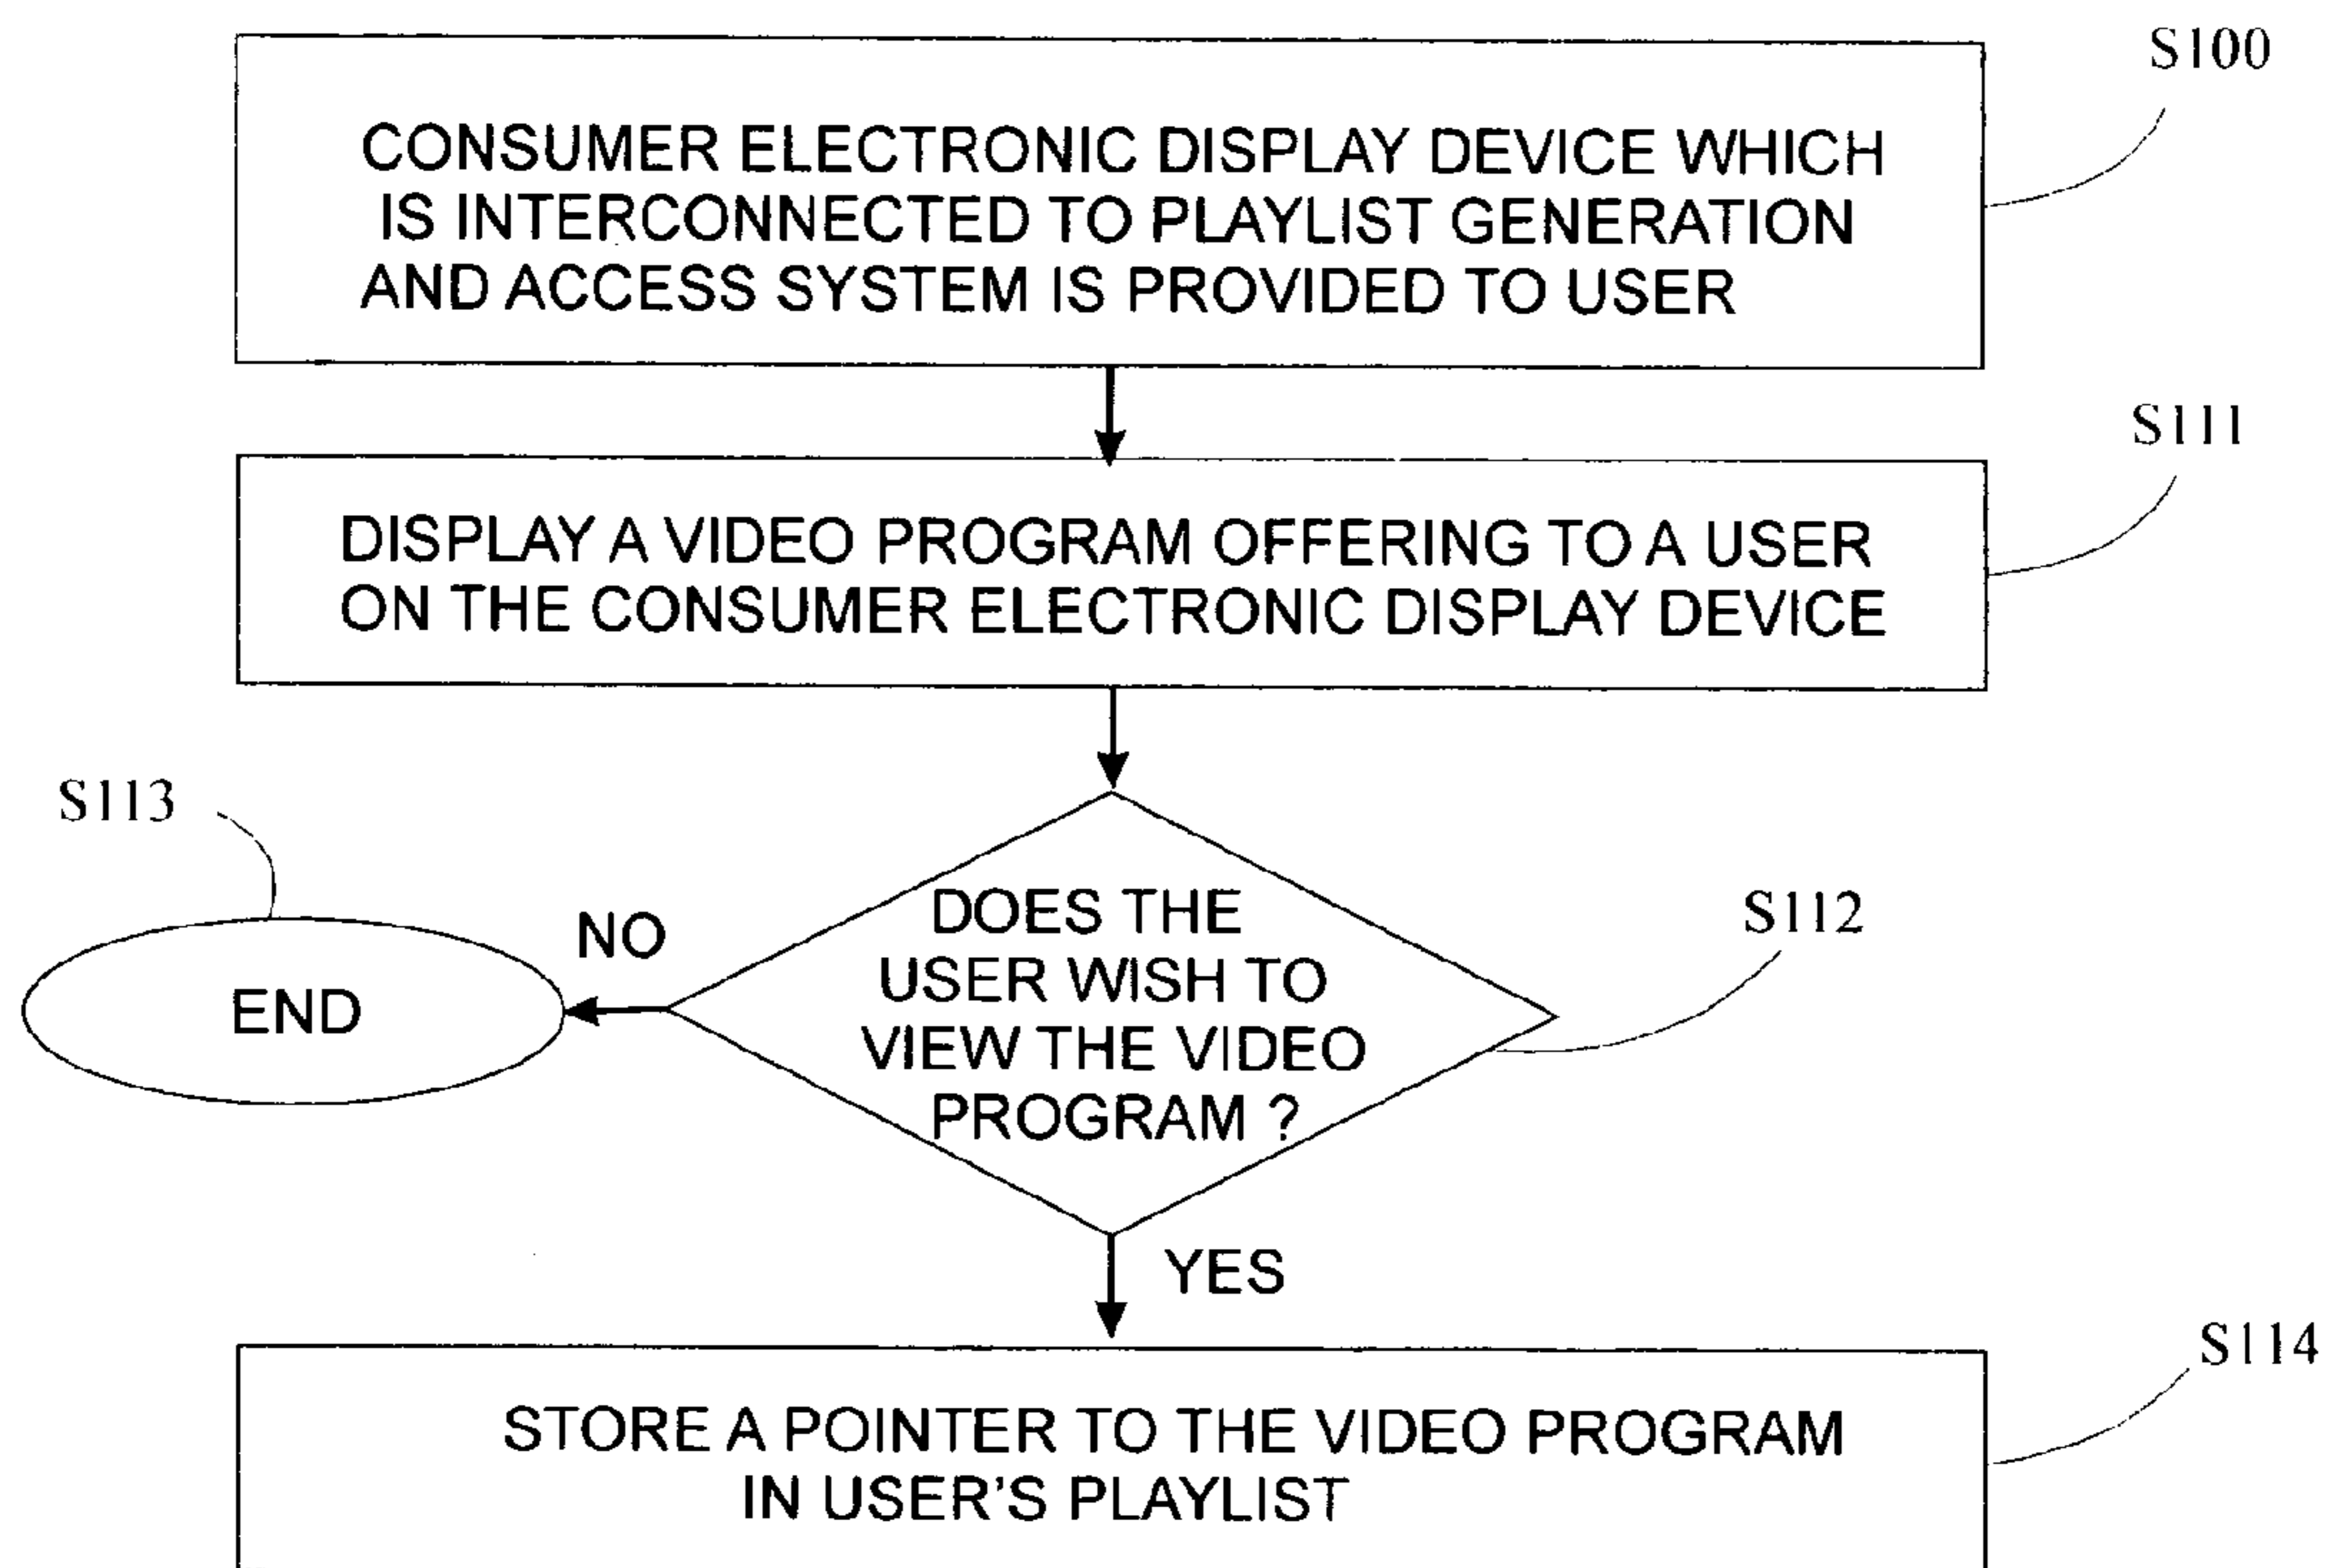 S100
CONSUMER ELECTRONIC DISPLAY DEVICE WHICH
IS INTERCONNECTED TO PLAYLIST GENERATION
AND ACCESS SYSTEM IS PROVIDED TO USER
S111
DISPLAY A VIDEO PROGRAM OFFERING TO A USER
ON THE CONSUMER ELECTRONIC DISPLAY DEVICE
S113
END
NO
DOES THE
USER WISH TO
VIEW THE VIDEO
PROGRAM ?
S112
YES
S114
STORE A POINTER TO THE VIDEO PROGRAM
IN USER'S PLAYLIST